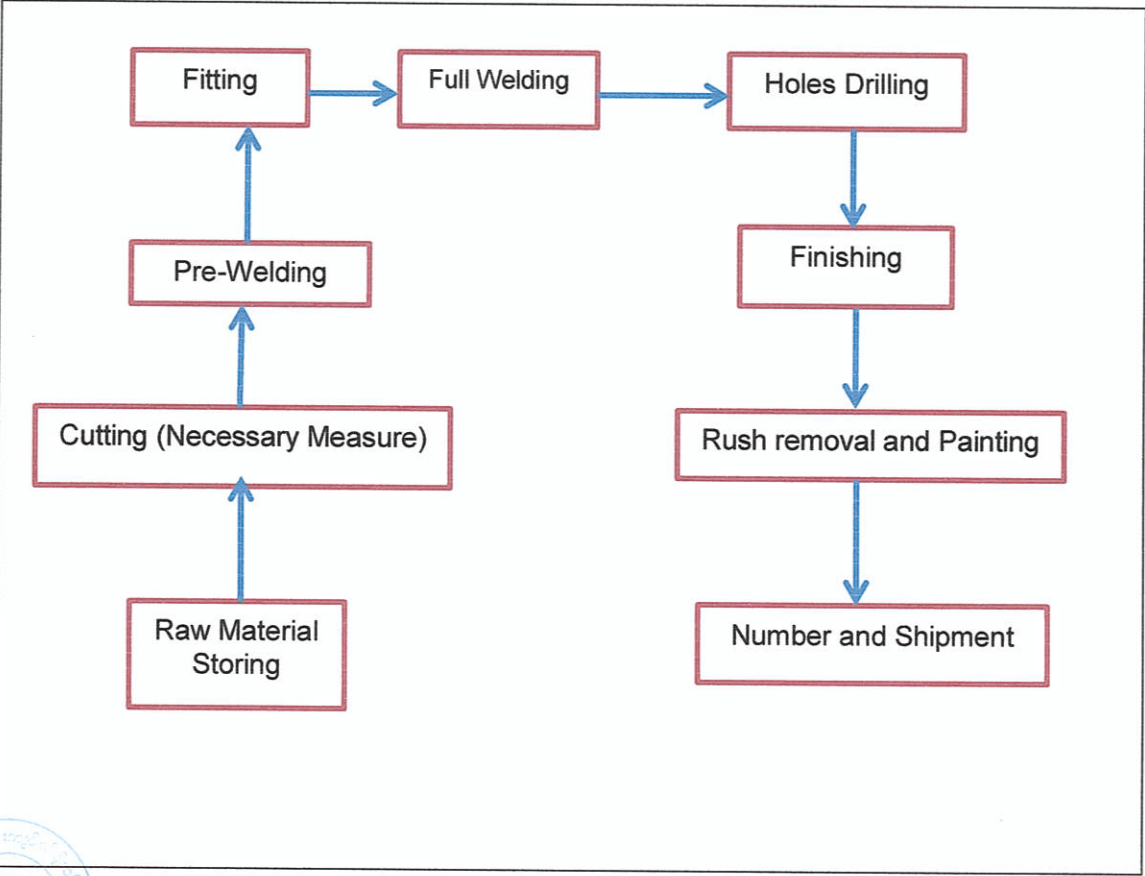 Fitting
Full Welding
Holes Drilling
Pre-Welding
Finishing
Cutting (Necessary Measure)
Rush removal and Painting
Raw Material
Storing
Number and Shipment